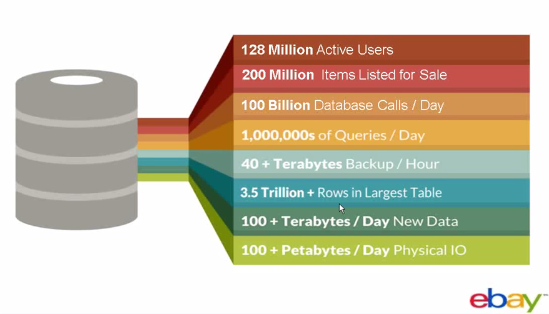 128 Million Active Users
200 Million Items Listed for Sale
100 Billion Database Calls / Day
1,000,000s of Queries / Day
40 + Terabytes Backup / Hour
3.5 Trillion + Rows in Largest Table
100 + Terabytes / Day New Data
100 + Petabytes / Day Physical IO
ebay™